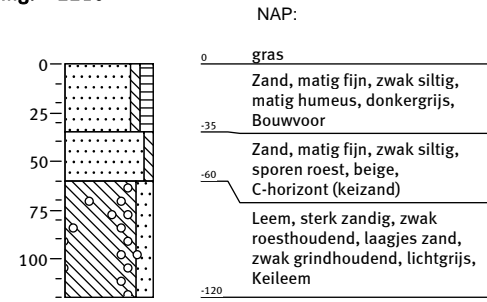 NAP:
0
25
50
75
100
0 gras
Zand, matig fijn, zwak siltig,
matig humeus, donkergrijs,
Bouwvoor
-35
Zand, matig fijn, zwak siltig,
sporen roest, beige,
C-horizont (keizand)
-60
Leem, sterk zandig, zwak
roesthoudend, laagjes zand,
zwak grindhoudend, lichtgrijs,
Keileem
-120